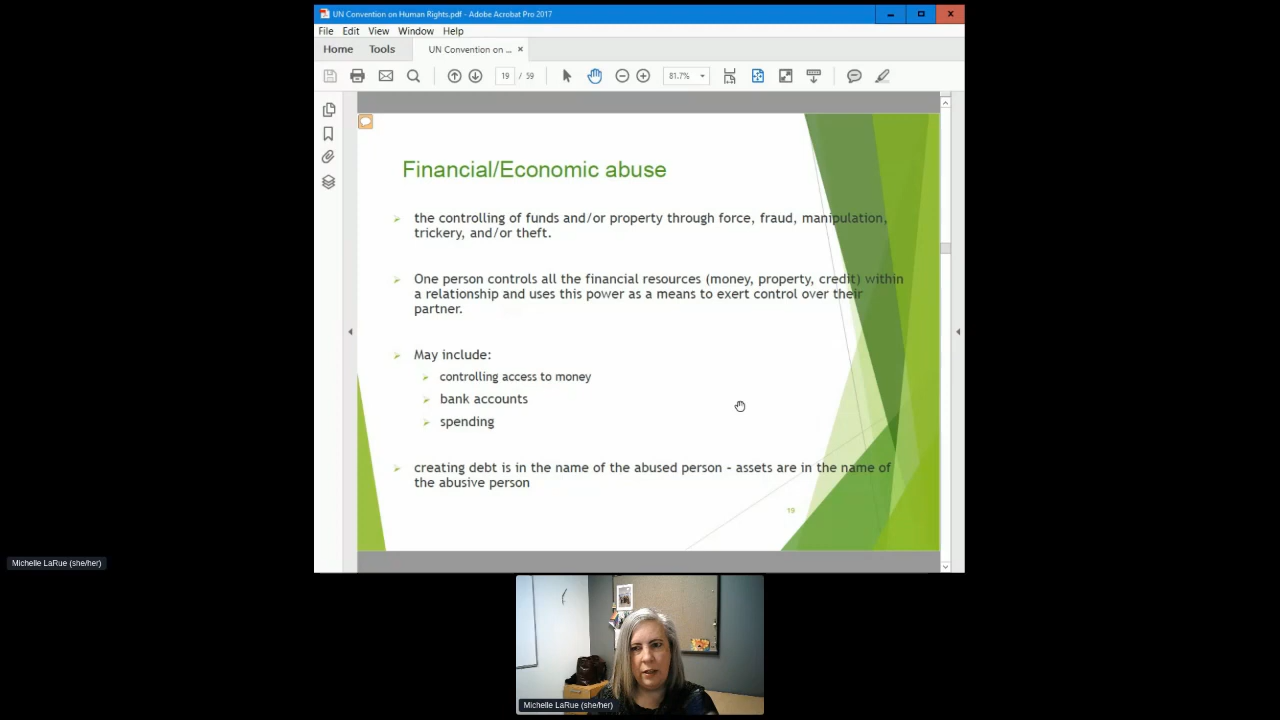 UN Convention on Human Rights.pdf - Adobe Acrobat Pro 2017
File Edit View Window Help
Home Tools UN Convention on ... ×
19 / 59 81.7%
Financial/Economic abuse
the controlling of funds and/or property through force, fraud, manipulation,
trickery, and/or theft.
One person controls all the financial resources (money, property, credit) within
a relationship and uses this power as a means to exert control over their
partner.
May include:
controlling access to money
bank accounts
spending
creating debt is in the name of the abused person - assets are in the name of
the abusive person
19
Michelle LaRue (she/her)
Michelle LaRue (she/her)